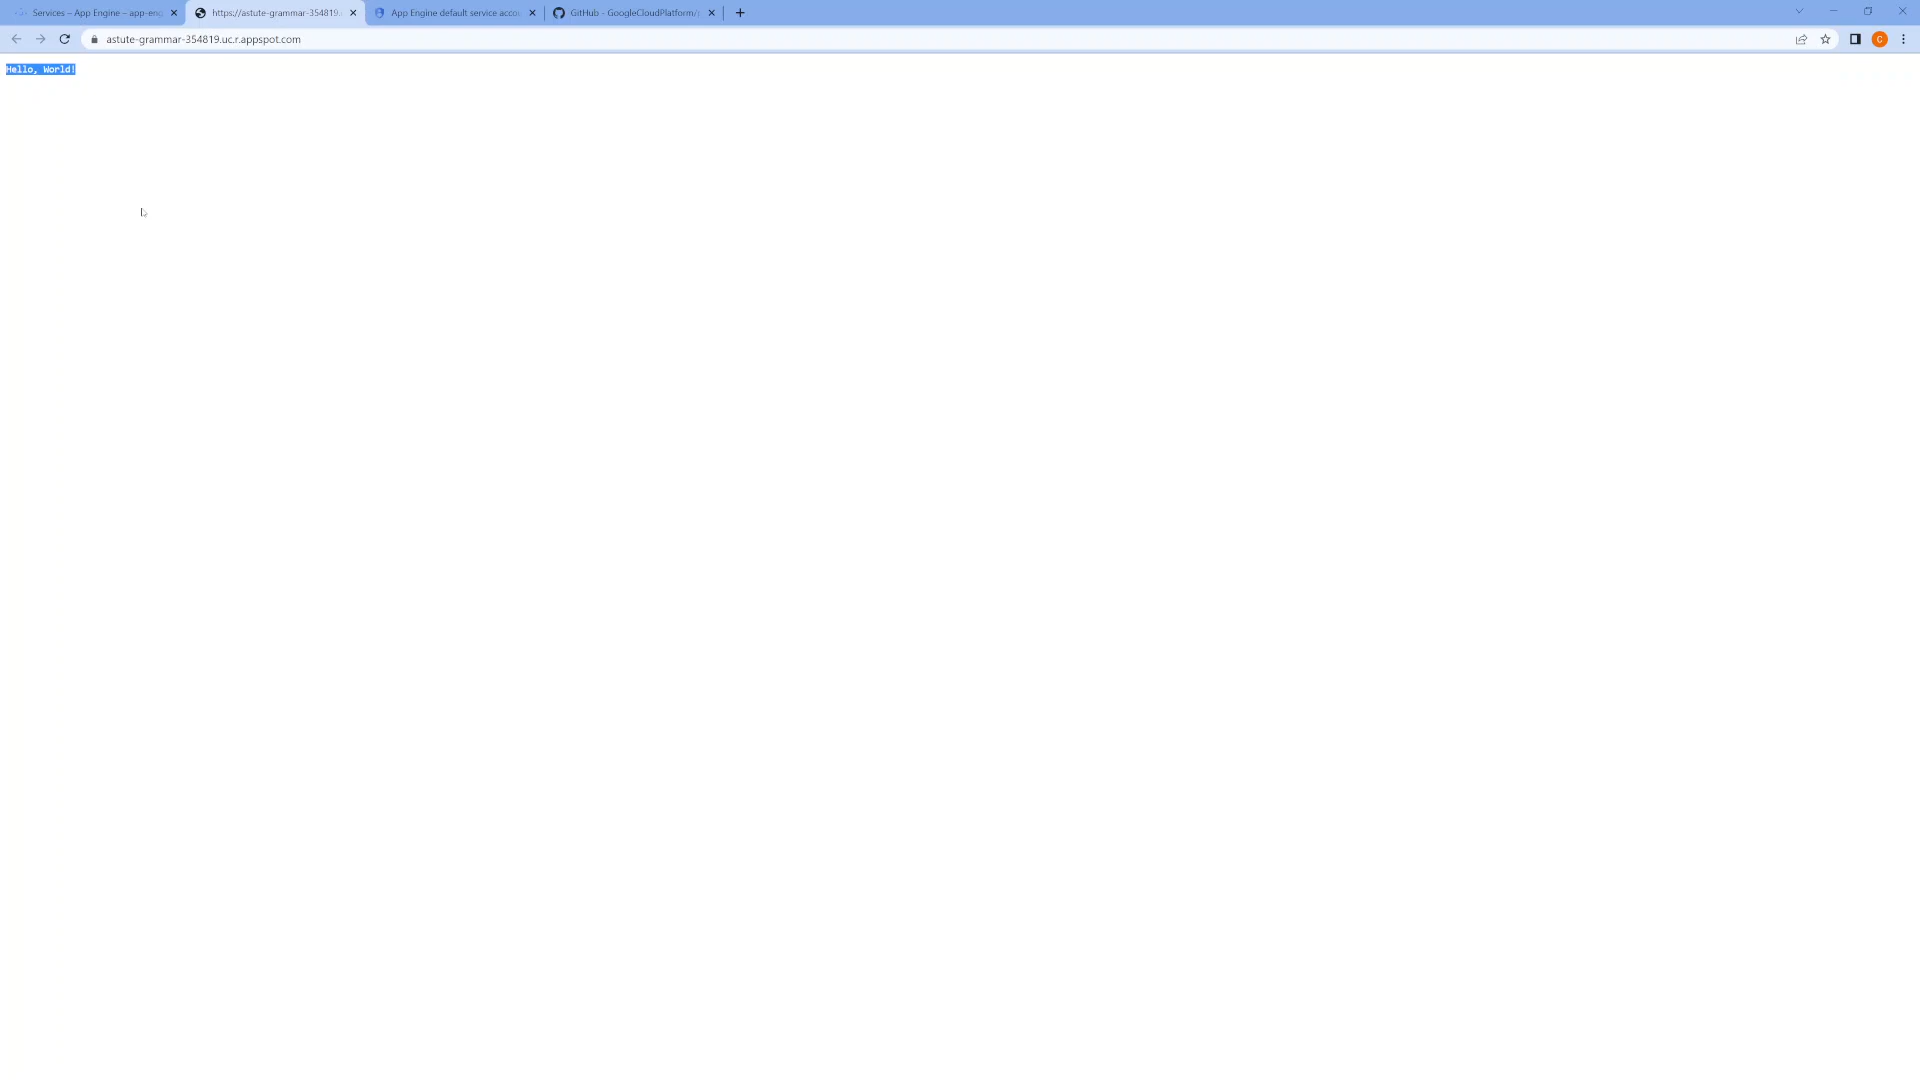 Services – App Engine – app-eng
https://astute-grammar-354819.
App Engine default service accou
GitHub - GoogleCloudPlatform/
astute-grammar-354819.uc.r.appspot.com
C
Hello, World!